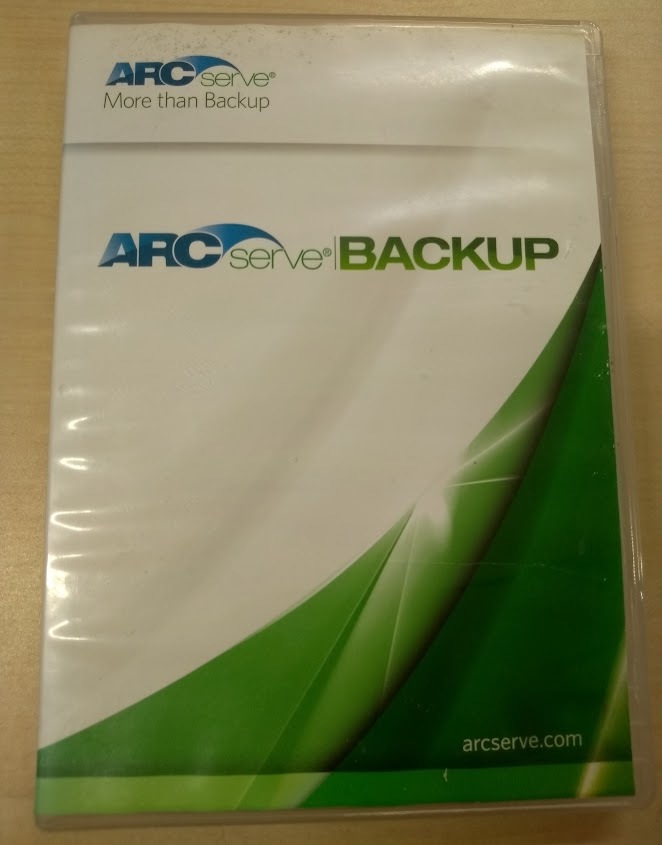 ARCserve®
More than Backup
ARCserve®|BACKUP
arcserve.com